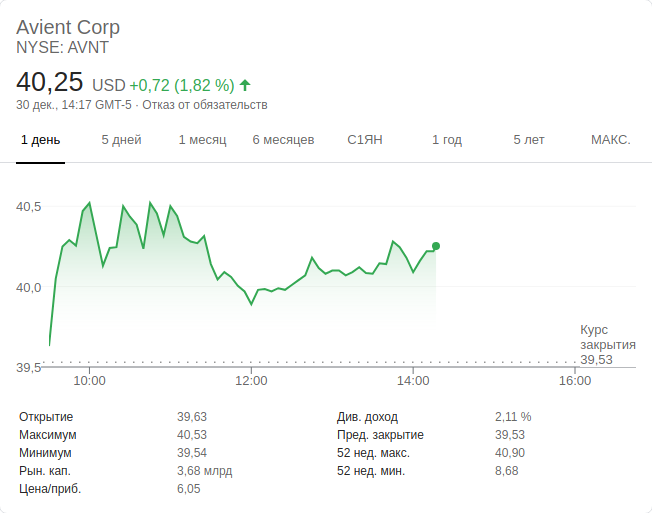 Avient Corp
NYSE: AVNT
40,25 USD +0,72 (1,82 %)
30 дек., 14:17 GMT-5 · Отказ от обязательств
1 день 5 дней 1 месяц 6 месяцев С1ЯН 1 год 5 лет МАКС.
40,5
40,0
39,5
Курс
закрытия
39,53
10:00 12:00 14:00 16:00
Открытие 39,63 Див. доход 2,11 %
Максимум 40,53 Пред. закрытие 39,53
Минимум 39,54 52 нед. макс. 40,90
Рын. кап. 3,68 млрд 52 нед. мин. 8,68
Цена/приб. 6,05